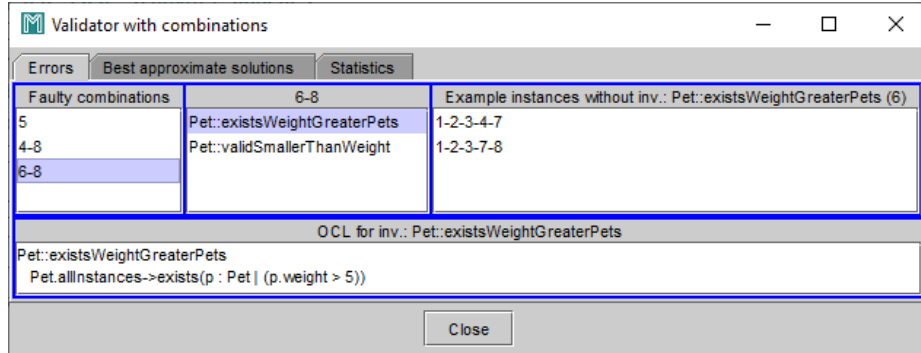 Validator with combinations
Errors Best approximate solutions Statistics
Faulty combinations 6-8 Example instances without inv.: Pet::existsWeightGreaterPets (6)
5 Pet::existsWeightGreaterPets 1-2-3-4-7
4-8 Pet::validSmallerThanWeight 1-2-3-7-8
6-8
OCL for inv.: Pet::existsWeightGreaterPets
Pet::existsWeightGreaterPets
Pet.allInstances->exists(p : Pet | (p.weight > 5))
Close